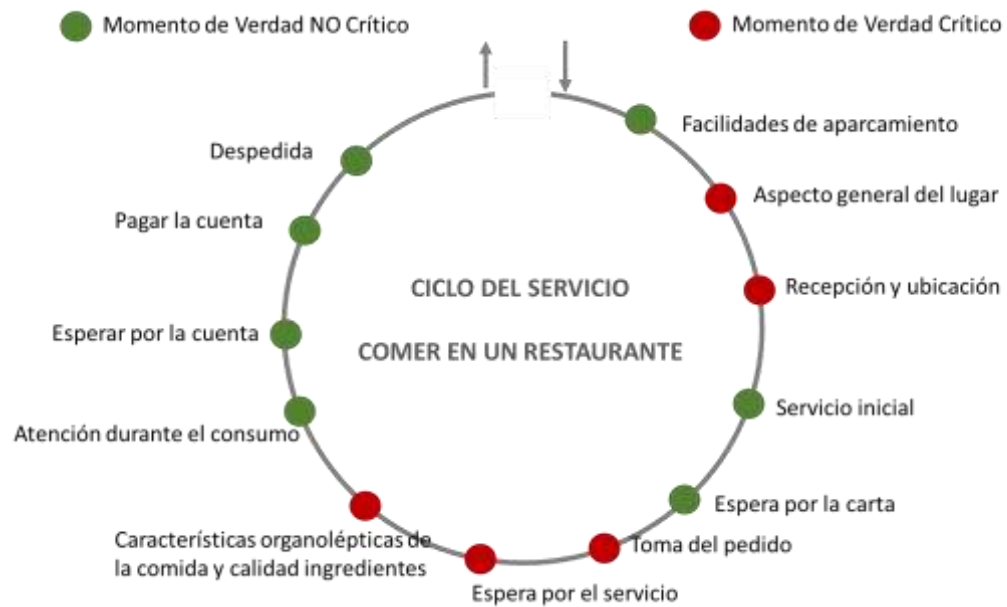 Momento de Verdad NO Crítico
Momento de Verdad Crítico
Facilidades de aparcamiento
Despedida
Aspecto general del lugar
Pagar la cuenta
Recepción y ubicación
CICLO DEL SERVICIO
Esperar por la cuenta
COMER EN UN RESTAURANTE
Servicio inicial
Atención durante el consumo
Espera por la carta
Características organolépticas de
la comida y calidad ingredientes
Toma del pedido
Espera por el servicio